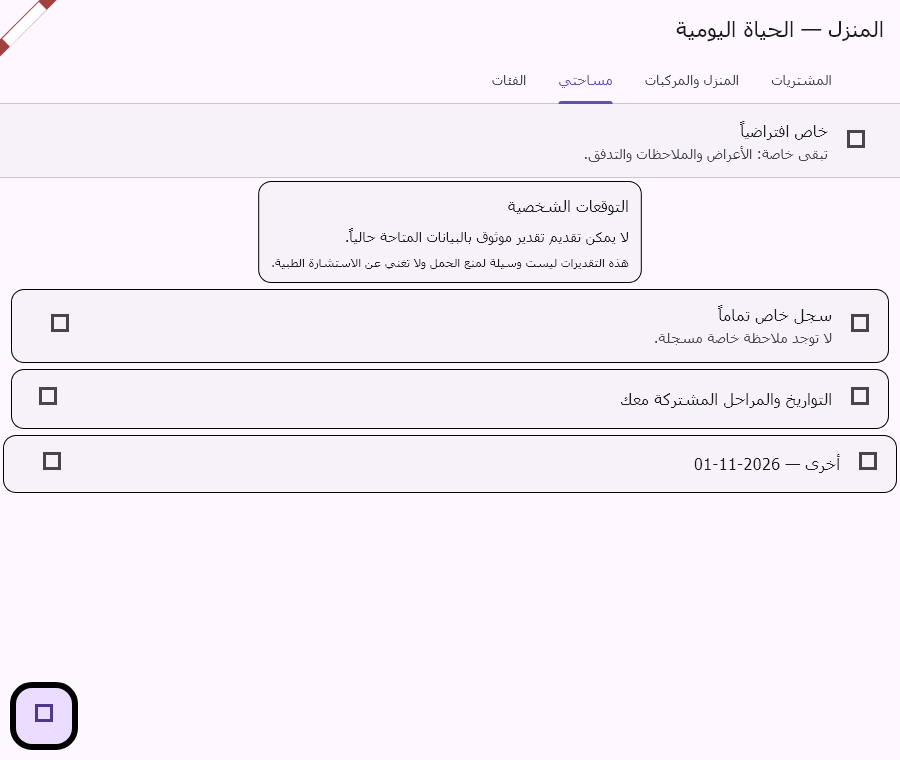 المنزل — الحياة اليومية
المشتريات
المنزل والمركبات
مساحتي
الفئات
خاص افتراضياً
تبقى خاصة: الأعراض والملاحظات والتدفق.
التوقعات الشخصية
لا يمكن تقديم تقدير موثوق بالبيانات المتاحة حالياً.
هذه التقديرات ليست وسيلة لمنع الحمل ولا تغني عن الاستشارة الطبية.
سجل خاص تماماً
لا توجد ملاحظة خاصة مسجلة.
التواريخ والمراحل المشتركة معك
أخرى — 2026-11-01